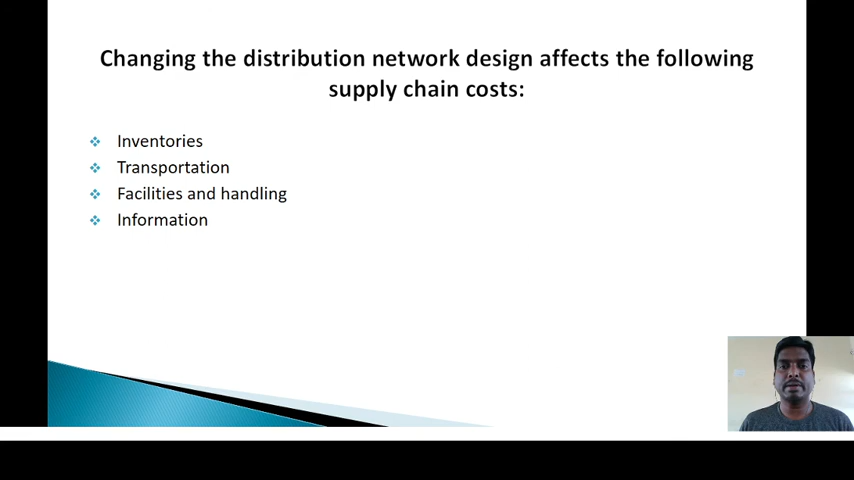 Changing the distribution network design affects the following
supply chain costs:
Inventories
Transportation
Facilities and handling
Information